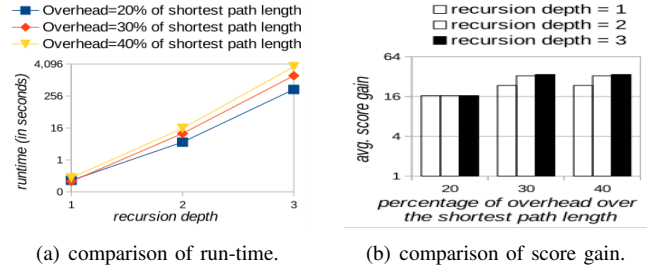 Overhead=20% of shortest path length
Overhead=30% of shortest path length
Overhead=40% of shortest path length
4,096
256
16
1
0
runtime (in seconds)
1 2 3
recursion depth
(a) comparison of run-time.
recursion depth = 1
recursion depth = 2
recursion depth = 3
64
16
4
1
avg. score gain
20 30 40
percentage of overhead over
the shortest path length
(b) comparison of score gain.